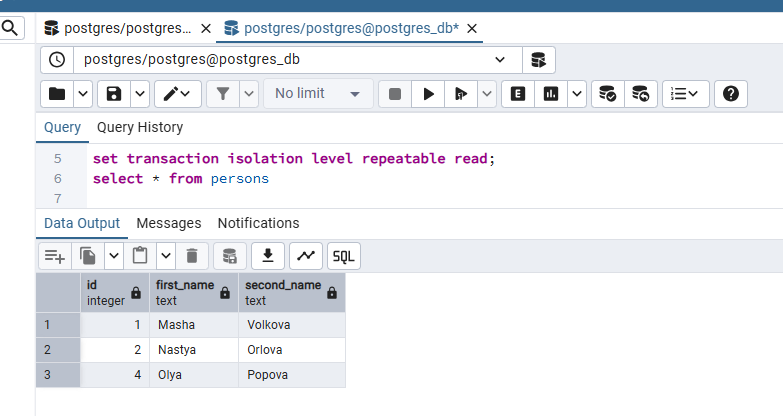 postgres/postgres... postgres/postgres@postgres_db*
postgres/postgres@postgres_db
No limit E
Query Query History
5 set transaction isolation level repeatable read;
6 select * from persons
7
Data Output Messages Notifications
SQL
id first_name second_name
integer text text
1 1 Masha Volkova
2 2 Nastya Orlova
3 4 Olya Popova